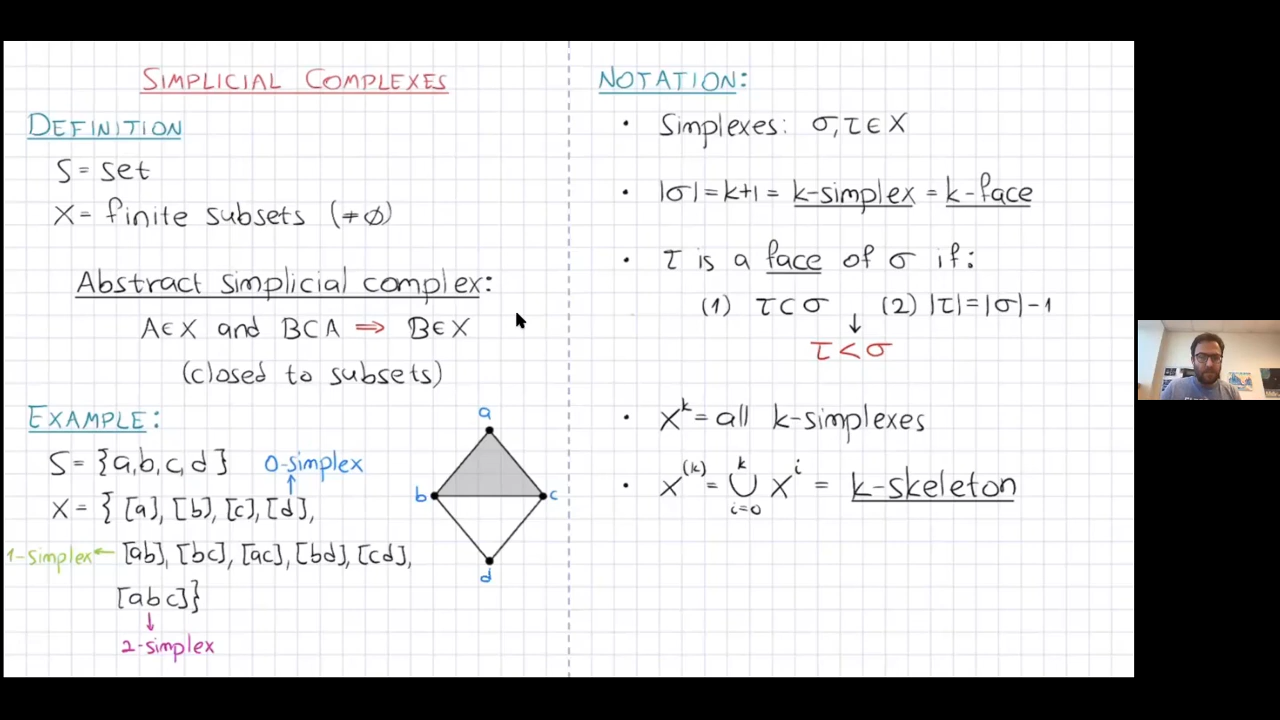 SIMPLICIAL COMPLEXES
DEFINITION
S = set
X = finite subsets (≠∅)
Abstract simplicial complex:
A∈X and B⊂A ⇒ B∈X
(closed to subsets)
EXAMPLE:
S = {a,b,c,d}
0-simplex
X = { [a], [b], [c], [d],
1-simplex ← [ab], [bc], [ac], [bd], [cd],
[abc]}
2-simplex
a
b
c
d
NOTATION:
• Simplexes: σ,τ∈X
• |σ|=k+1 = k-simplex = k-face
• τ is a face of σ if:
(1) τ⊂σ (2) |τ|=|σ|-1
↓
τ<σ
• X^k = all k-simplexes
• X^(k) = ⋃_{i=0}^{k} X^i = k-skeleton